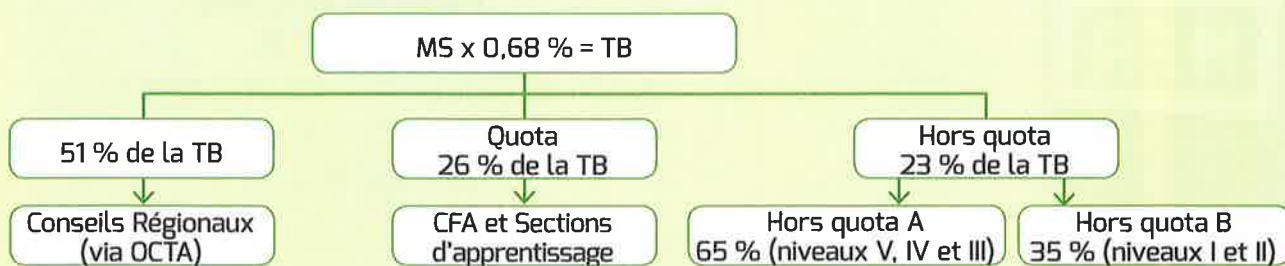 MS x 0,68 % = TB
51 % de la TB
Quota
26 % de la TB
Hors quota
23 % de la TB
Conseils Régionaux
(via OCTA)
CFA et Sections
d'apprentissage
Hors quota A
65 % (niveaux V, IV et III)
Hors quota B
35 % (niveaux I et II)